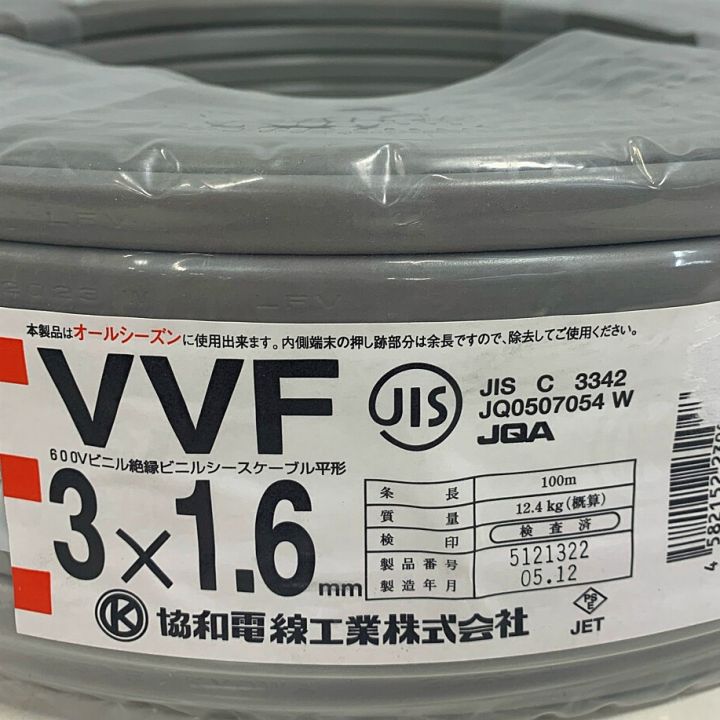 本製品はオールシーズンに使用出来ます。内側端末の押し跡部分は余長ですので、除去してご使用ください。
VVF
JIS
JIS C 3342
JQ0507054 W
JQA
600Vビニル絶縁ビニルシースケーブル平形
3×1.6mm
条長 100m
質量 12.4kg(概算)
検印 検査済
製品番号 5121322
製造年月 05.12
K 協和電線工業株式会社
PSE
JET